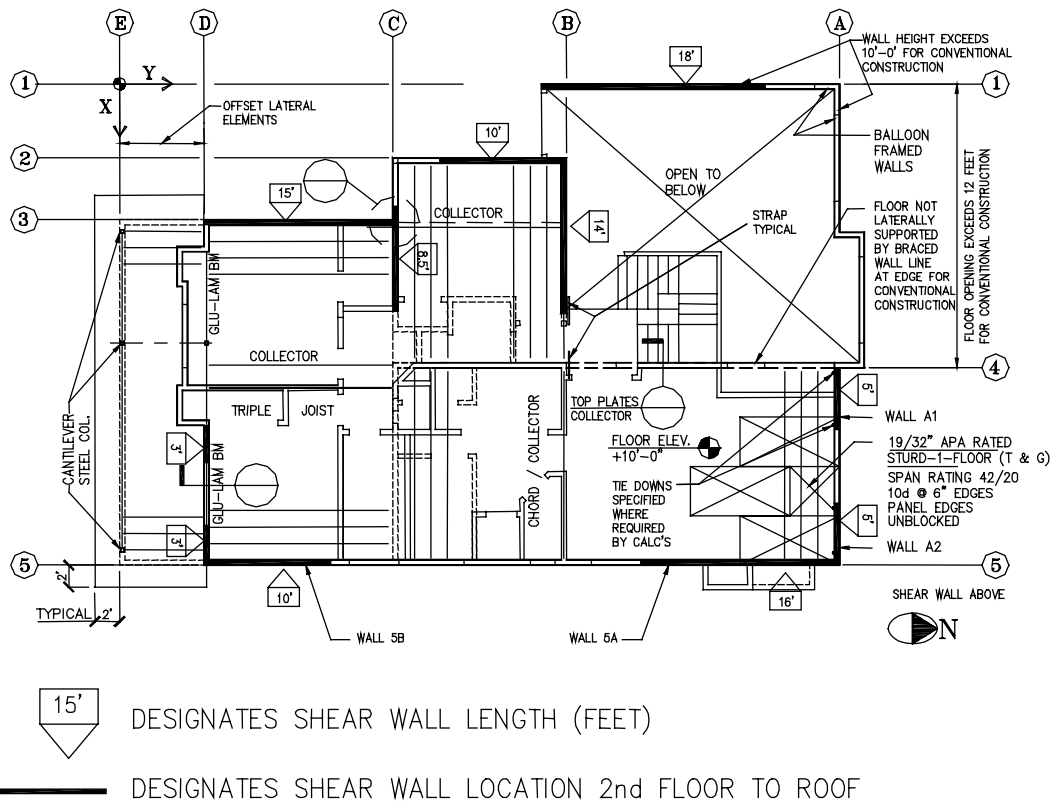 E
D
C
B
A
1
1
Y
X
18'
WALL HEIGHT EXCEEDS
10'-0" FOR CONVENTIONAL
CONSTRUCTION
OFFSET LATERAL
ELEMENTS
2
10'
BALLOON
FRAMED
WALLS
OPEN TO
BELOW
FLOOR OPENING EXCEEDS 12 FEET
FOR CONVENTIONAL CONSTRUCTION
3
15'
COLLECTOR
14'
8.5'
STRAP
TYPICAL
FLOOR NOT
LATERALLY
SUPPORTED
BY BRACED
WALL LINE
AT EDGE FOR
CONVENTIONAL
CONSTRUCTION
GLU-LAM BM
COLLECTOR
4
TRIPLE
JOIST
TOP PLATES
COLLECTOR
5'
WALL A1
CANTILEVER
STEEL COL.
3'
GLU-LAM BM
CHORD / COLLECTOR
FLOOR ELEV.
+10'-0"
19/32" APA RATED
STURD-1-FLOOR (T & G)
SPAN RATING 42/20
10d @ 6" EDGES
PANEL EDGES
UNBLOCKED
TIE DOWNS
SPECIFIED
WHERE
REQUIRED
BY CALC'S
3'
5'
WALL A2
5
5
2'
TYPICAL
2'
10'
16'
SHEAR WALL ABOVE
WALL 5B
WALL 5A
N
15'
DESIGNATES SHEAR WALL LENGTH (FEET)
DESIGNATES SHEAR WALL LOCATION 2nd FLOOR TO ROOF